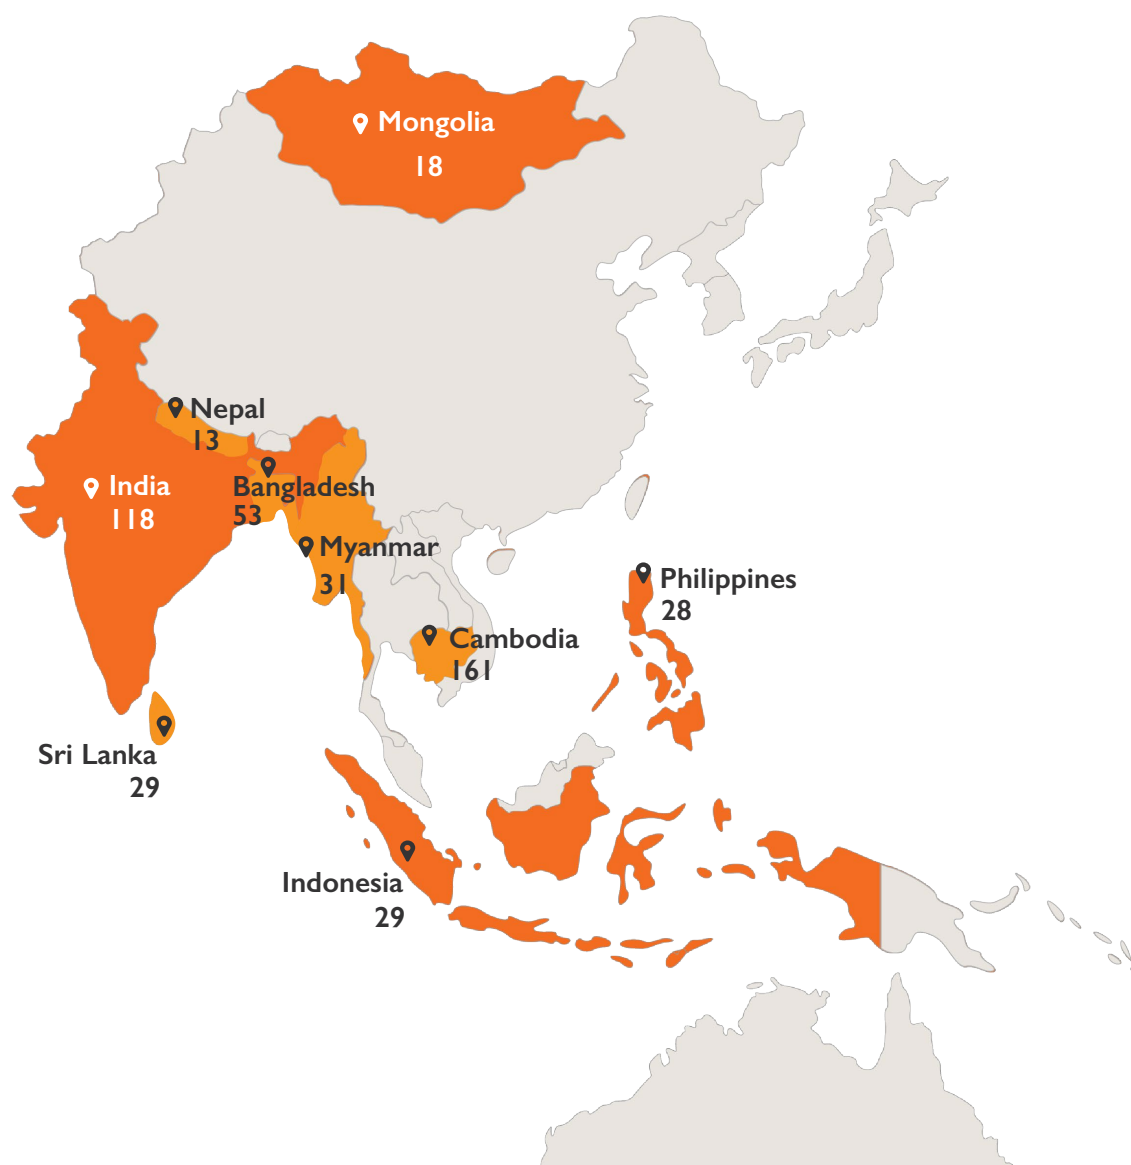 Mongolia
18
Nepal
13
India
118
Bangladesh
53
Myanmar
31
Philippines
28
Cambodia
161
Sri Lanka
29
Indonesia
29